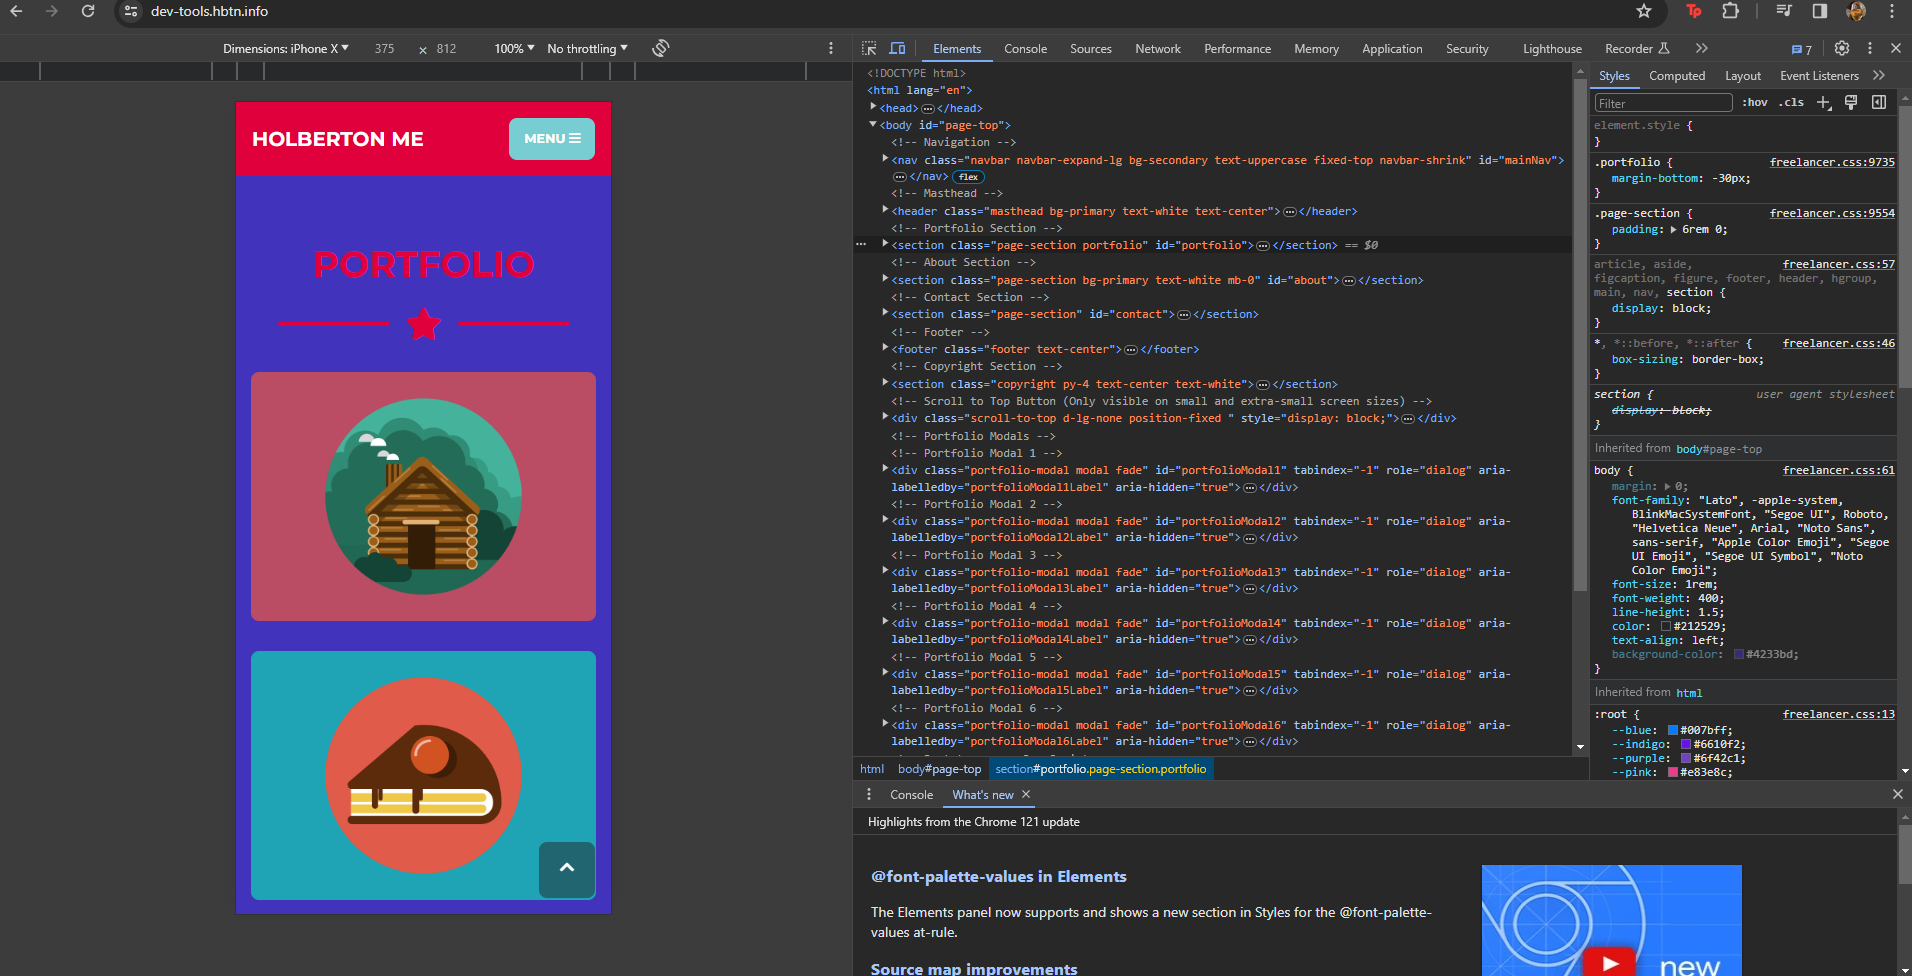 dev-tools.hbtn.info
Dimensions: iPhone X 375 × 812 100% No throttling
HOLBERTON ME
MENU
PORTFOLIO
Elements Console Sources Network Performance Memory Application Security Lighthouse Recorder 7
<!DOCTYPE html>
<html lang="en">
<head> </head>
<body id="page-top">
<!-- Navigation -->
<nav class="navbar navbar-expand-lg bg-secondary text-uppercase fixed-top navbar-shrink" id="mainNav">
</nav> flex
<!-- Masthead -->
<header class="masthead bg-primary text-white text-center"> </header>
<!-- Portfolio Section -->
<section class="page-section portfolio" id="portfolio"> </section> == $0
<!-- About Section -->
<section class="page-section bg-primary text-white mb-0" id="about"> </section>
<!-- Contact Section -->
<section class="page-section" id="contact"> </section>
<!-- Footer -->
<footer class="footer text-center"> </footer>
<!-- Copyright Section -->
<section class="copyright py-4 text-center text-white"> </section>
<!-- Scroll to Top Button (Only visible on small and extra-small screen sizes) -->
<div class="scroll-to-top d-lg-none position-fixed " style="display: block;"> </div>
<!-- Portfolio Modals -->
<!-- Portfolio Modal 1 -->
<div class="portfolio-modal modal fade" id="portfolioModal1" tabindex="-1" role="dialog" aria-
labelledby="portfolioModal1Label" aria-hidden="true"> </div>
<!-- Portfolio Modal 2 -->
<div class="portfolio-modal modal fade" id="portfolioModal2" tabindex="-1" role="dialog" aria-
labelledby="portfolioModal2Label" aria-hidden="true"> </div>
<!-- Portfolio Modal 3 -->
<div class="portfolio-modal modal fade" id="portfolioModal3" tabindex="-1" role="dialog" aria-
labelledby="portfolioModal3Label" aria-hidden="true"> </div>
<!-- Portfolio Modal 4 -->
<div class="portfolio-modal modal fade" id="portfolioModal4" tabindex="-1" role="dialog" aria-
labelledby="portfolioModal4Label" aria-hidden="true"> </div>
<!-- Portfolio Modal 5 -->
<div class="portfolio-modal modal fade" id="portfolioModal5" tabindex="-1" role="dialog" aria-
labelledby="portfolioModal5Label" aria-hidden="true"> </div>
<!-- Portfolio Modal 6 -->
<div class="portfolio-modal modal fade" id="portfolioModal6" tabindex="-1" role="dialog" aria-
labelledby="portfolioModal6Label" aria-hidden="true"> </div>
html body#page-top section#portfolio.page-section.portfolio
Styles Computed Layout Event Listeners
Filter :hov .cls
element.style {
}
.portfolio { freelancer.css:9735
margin-bottom: -30px;
}
.page-section { freelancer.css:9554
padding: 6rem 0;
}
article, aside, freelancer.css:57
figcaption, figure, footer, header, hgroup,
main, nav, section {
display: block;
}
*, *::before, *::after { freelancer.css:46
box-sizing: border-box;
}
section { user agent stylesheet
display: block;
}
Inherited from body#page-top
body { freelancer.css:61
margin: 0;
font-family: "Lato", -apple-system,
BlinkMacSystemFont, "Segoe UI", Roboto,
"Helvetica Neue", Arial, "Noto Sans",
sans-serif, "Apple Color Emoji", "Segoe
UI Emoji", "Segoe UI Symbol", "Noto
Color Emoji";
font-size: 1rem;
font-weight: 400;
line-height: 1.5;
color: #212529;
text-align: left;
background-color: #4233bd;
}
Inherited from html
:root { freelancer.css:13
--blue: #007bff;
--indigo: #6610f2;
--purple: #6f42c1;
--pink: #e83e8c;
Console What's new
Highlights from the Chrome 121 update
@font-palette-values in Elements
The Elements panel now supports and shows a new section in Styles for the @font-palette-
values at-rule.
Source map improvements
new